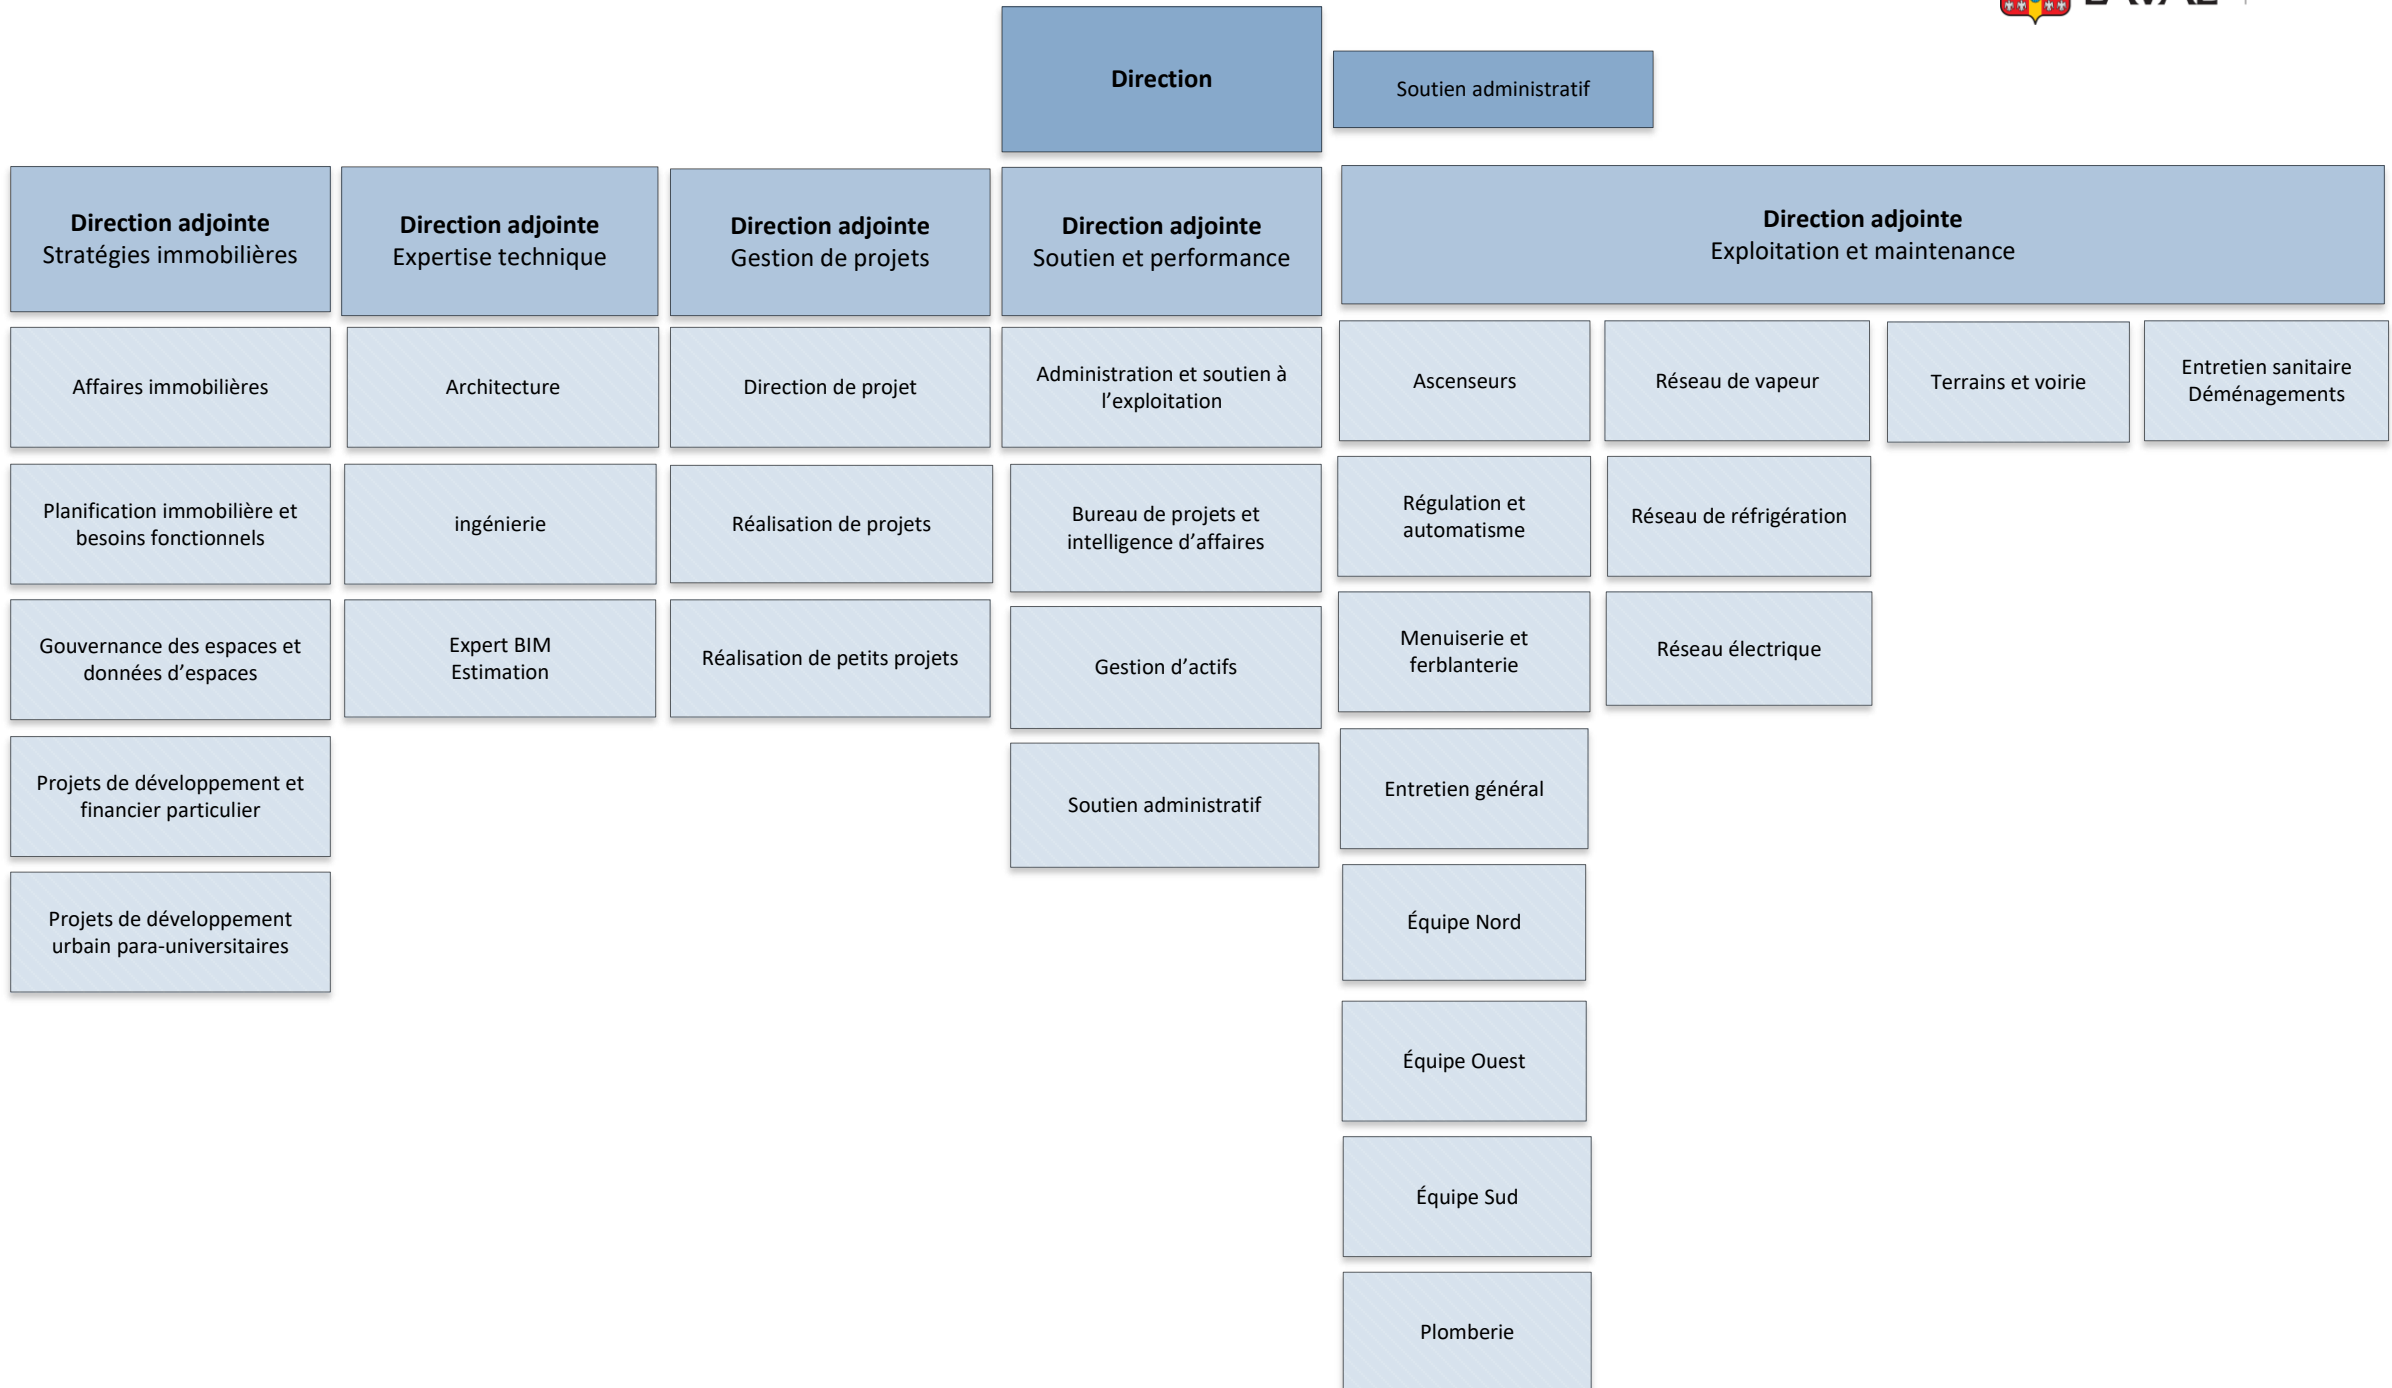 Direction
Soutien administratif
Direction adjointe
Stratégies immobilières
Direction adjointe
Expertise technique
Direction adjointe
Gestion de projets
Direction adjointe
Soutien et performance
Direction adjointe
Exploitation et maintenance
Affaires immobilières
Planification immobilière et
besoins fonctionnels
Gouvernance des espaces et
données d’espaces
Projets de développement et
financier particulier
Projets de développement
urbain para-universitaires
Architecture
ingénierie
Expert BIM
Estimation
Direction de projet
Réalisation de projets
Réalisation de petits projets
Administration et soutien à
l’exploitation
Bureau de projets et
intelligence d’affaires
Gestion d’actifs
Soutien administratif
Ascenseurs
Régulation et
automatisme
Menuiserie et
ferblanterie
Entretien général
Équipe Nord
Équipe Ouest
Équipe Sud
Plomberie
Réseau de vapeur
Réseau de réfrigération
Réseau électrique
Terrains et voirie
Entretien sanitaire
Déménagements